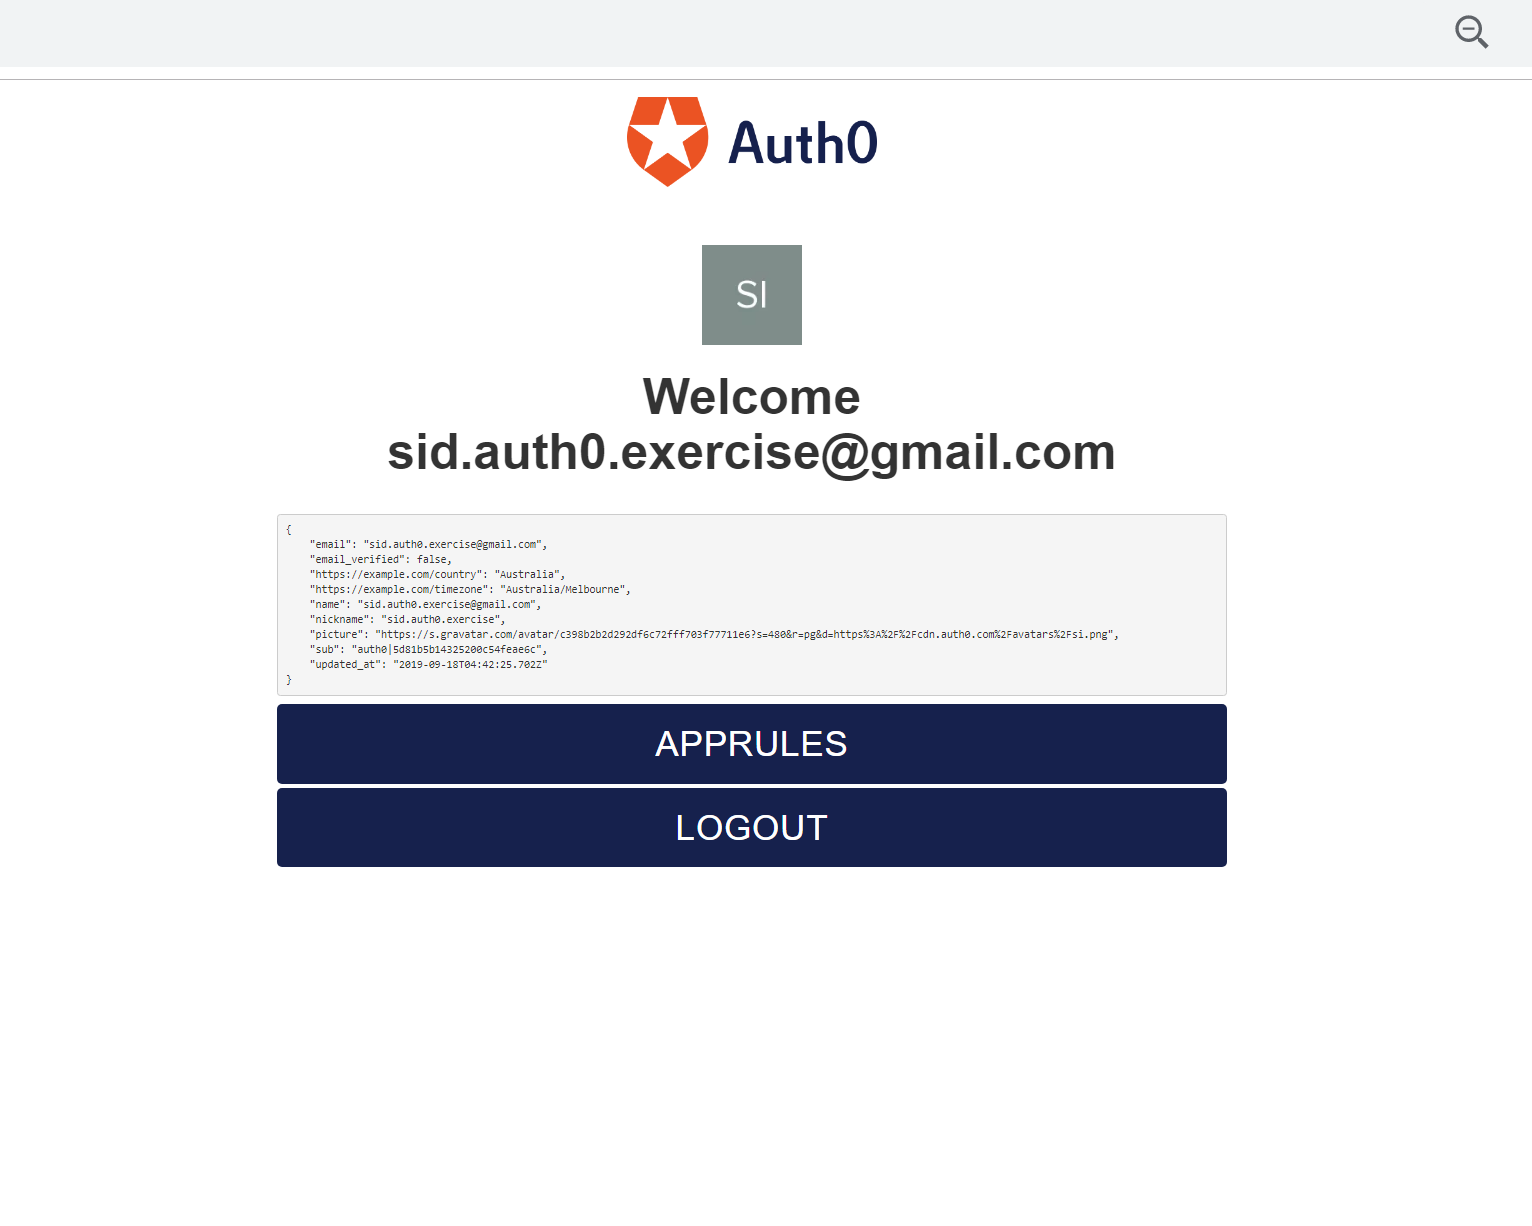 Auth0
SI
Welcome
sid.auth0.exercise@gmail.com
{
    "email": "sid.auth0.exercise@gmail.com",
    "email_verified": false,
    "https://example.com/country": "Australia",
    "https://example.com/timezone": "Australia/Melbourne",
    "name": "sid.auth0.exercise@gmail.com",
    "nickname": "sid.auth0.exercise",
    "picture": "https://s.gravatar.com/avatar/c398b2b2d292df6c72fff703f77711e6?s=480&r=pg&d=https%3A%2F%2Fcdn.auth0.com%2Favatars%2Fsi.png",
    "sub": "auth0|5d81b5b14325200c54feae6c",
    "updated_at": "2019-09-18T04:42:25.702Z"
}
APPRULES
LOGOUT